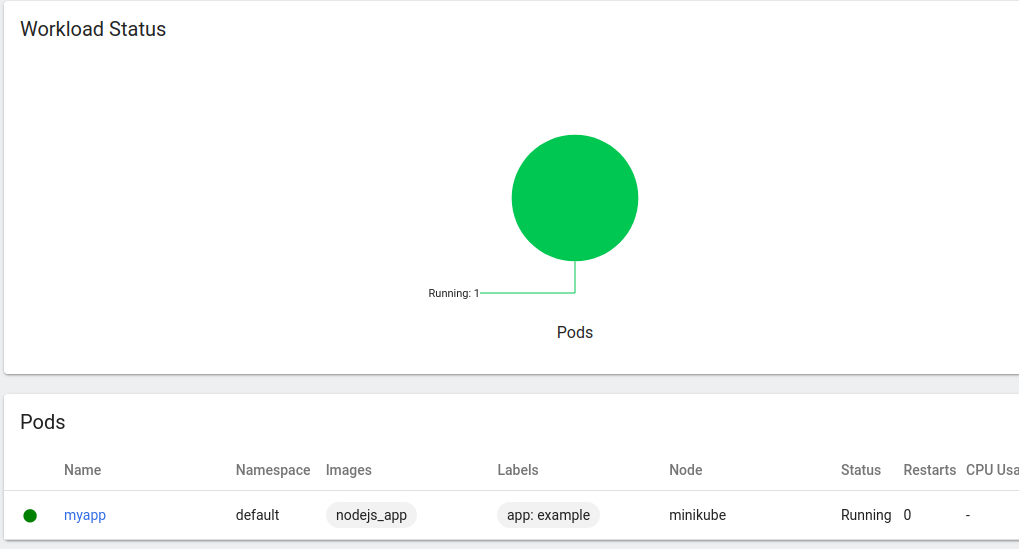 Workload Status
Running: 1
Pods
Pods
Name Namespace Images Labels Node Status Restarts CPU Usa
myapp default nodejs_app app: example minikube Running 0 -